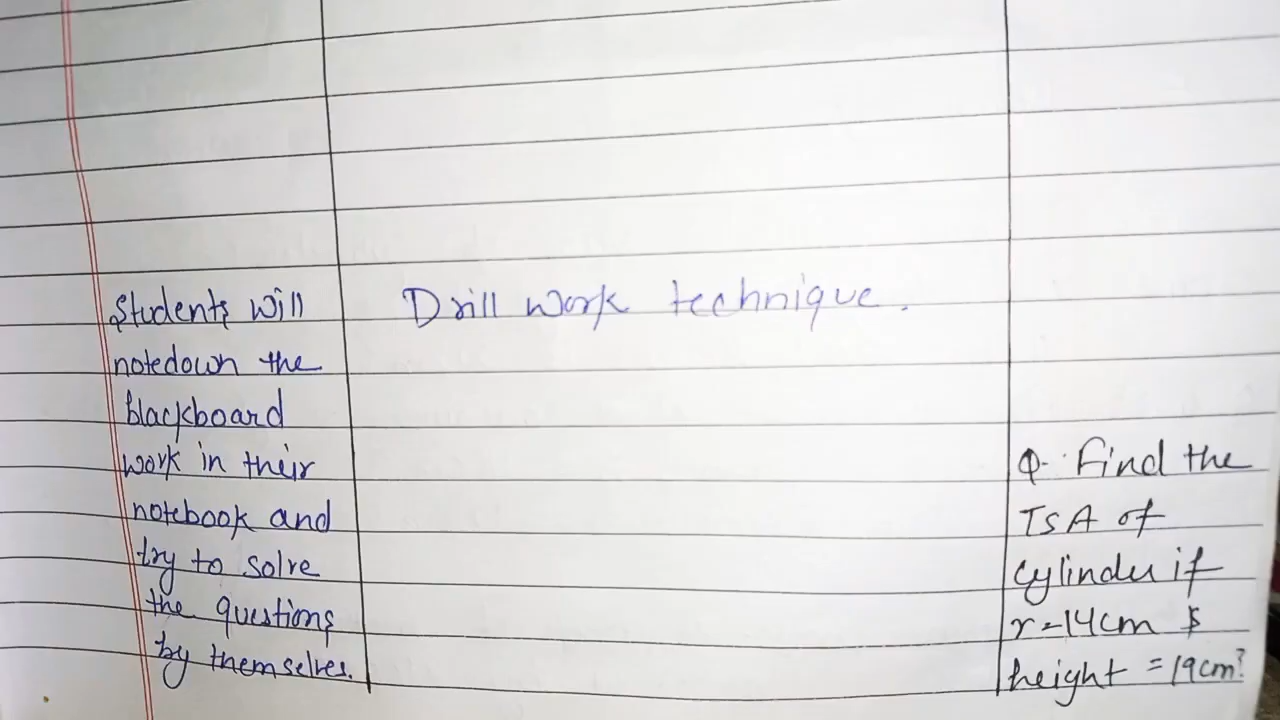 Students will
notedown the
blackboard
work in their
notebook and
try to solve
the questions
by themselves.
Drill work technique.
Q. Find the
TSA of
cylinder if
r=14cm &
height = 19cm?